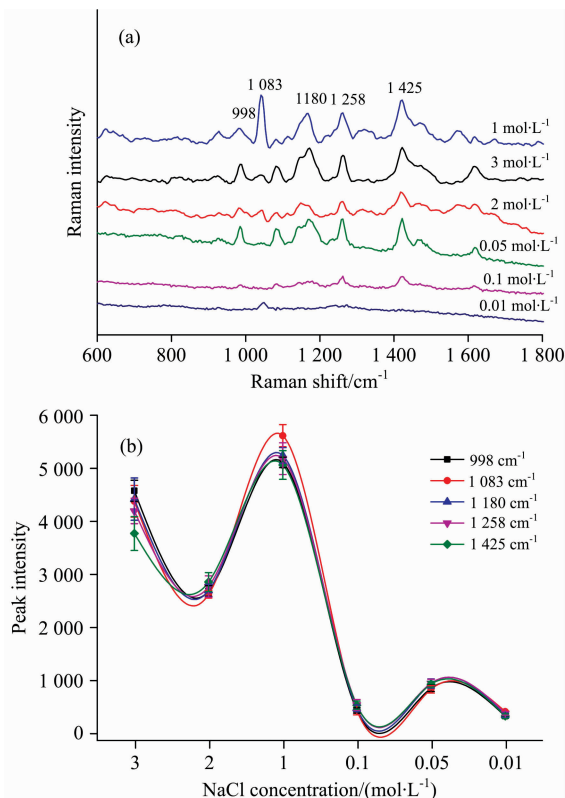 (a)
1 083
998
1180
1 258
1 425
1 mol·L-1
3 mol·L-1
2 mol·L-1
0.05 mol·L-1
0.1 mol·L-1
0.01 mol·L-1
Raman intensity
600 1 000 1 200 1 400 1 600 1 800
Raman shift/cm-1
(b)
6 000
5 000
4 000
3 000
2 000
1 000
0
998 cm-1
1 083 cm-1
1 180 cm-1
1 258 cm-1
1 425 cm-1
Peak intensity
3 2 1 0.1 0.05 0.01
NaCl concentration/(mol·L-1)